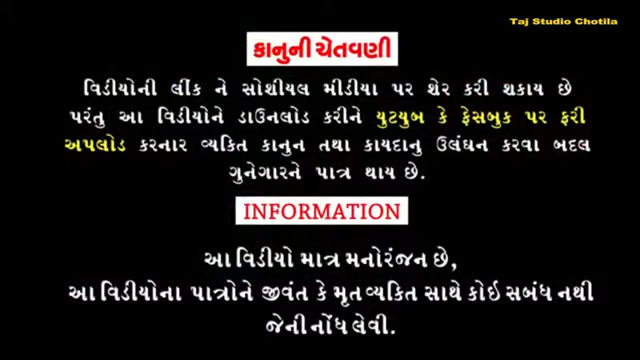 Taj Studio Chotila
કાનુની ચેતવણી
વિડીયોની લીંક ને સોશીયલ મીડીયા પર શેર કરી શકાય છે
પરંતુ આ વિડીયોને ડાઉનલોડ કરીને યુટયુબ કે ફેસબુક પર ફરી
અપલોડ કરનાર વ્યકિત કાનુન તથા કાયદાનુ ઉલંઘન કરવા બદલ
ગુનેગારને પાત્ર થાય છે.
INFORMATION
આ વિડીયો માત્ર મનોરંજન છે,
આ વિડીયોના પાત્રોને જીવંત કે મૃત વ્યકિત સાથે કોઇ સબંધ નથી
જેની નોંધ લેવી.